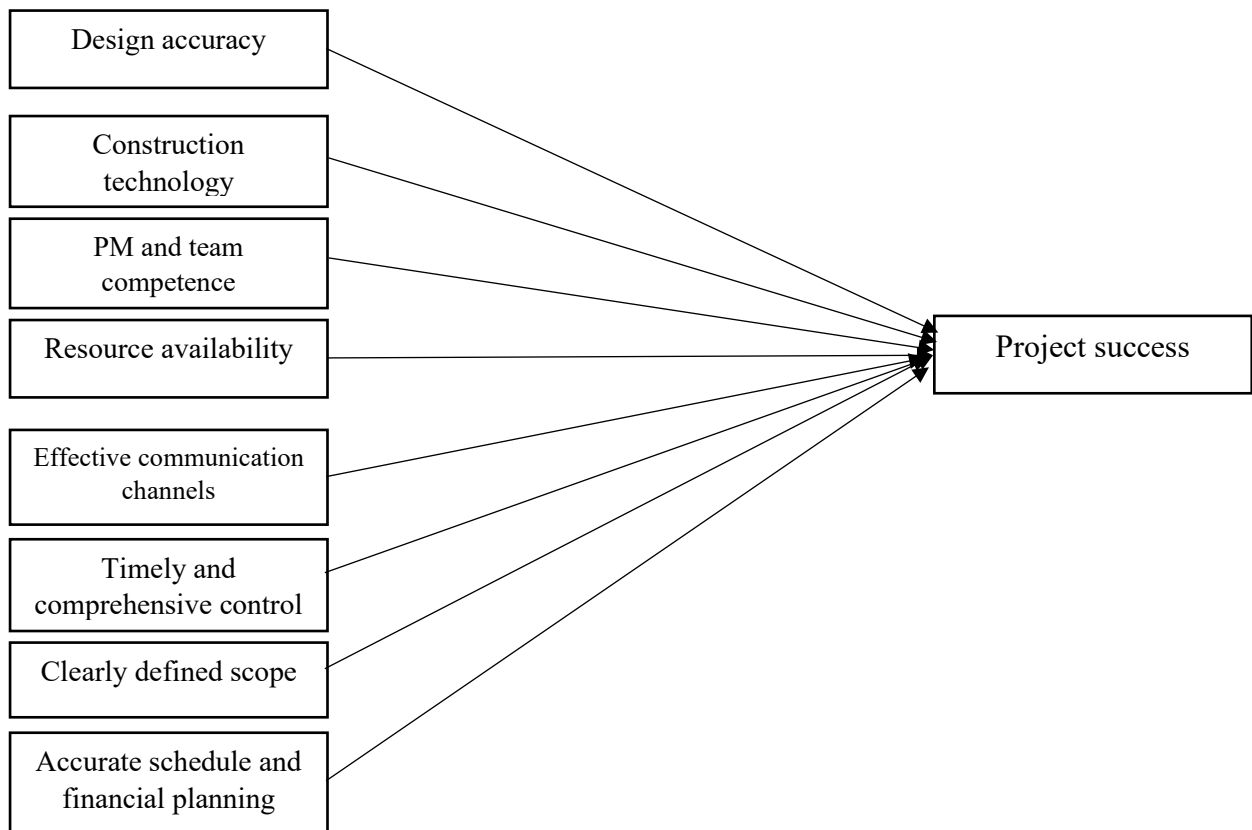 Design accuracy
Construction
technology
PM and team
competence
Resource availability
Effective communication
channels
Timely and
comprehensive control
Clearly defined scope
Accurate schedule and
financial planning
Project success